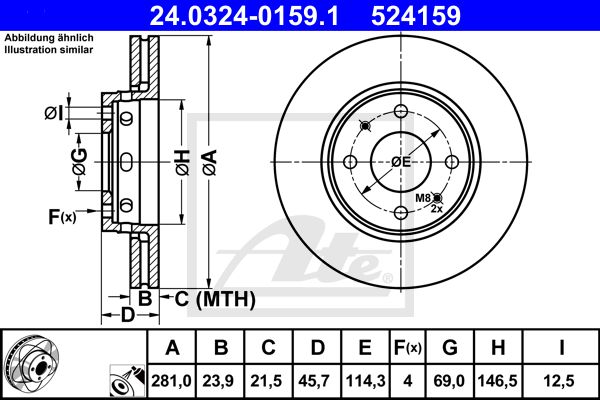 24.0324-0159.1 524159
Abbildung ähnlich
Illustration similar
ØI
ØG
ØH
ØA
F(x)
B
C (MTH)
D
ØE
M8
2x
Ate
®
A B C D E F(x) G H I
281,0 23,9 21,5 45,7 114,3 4 69,0 146,5 12,5